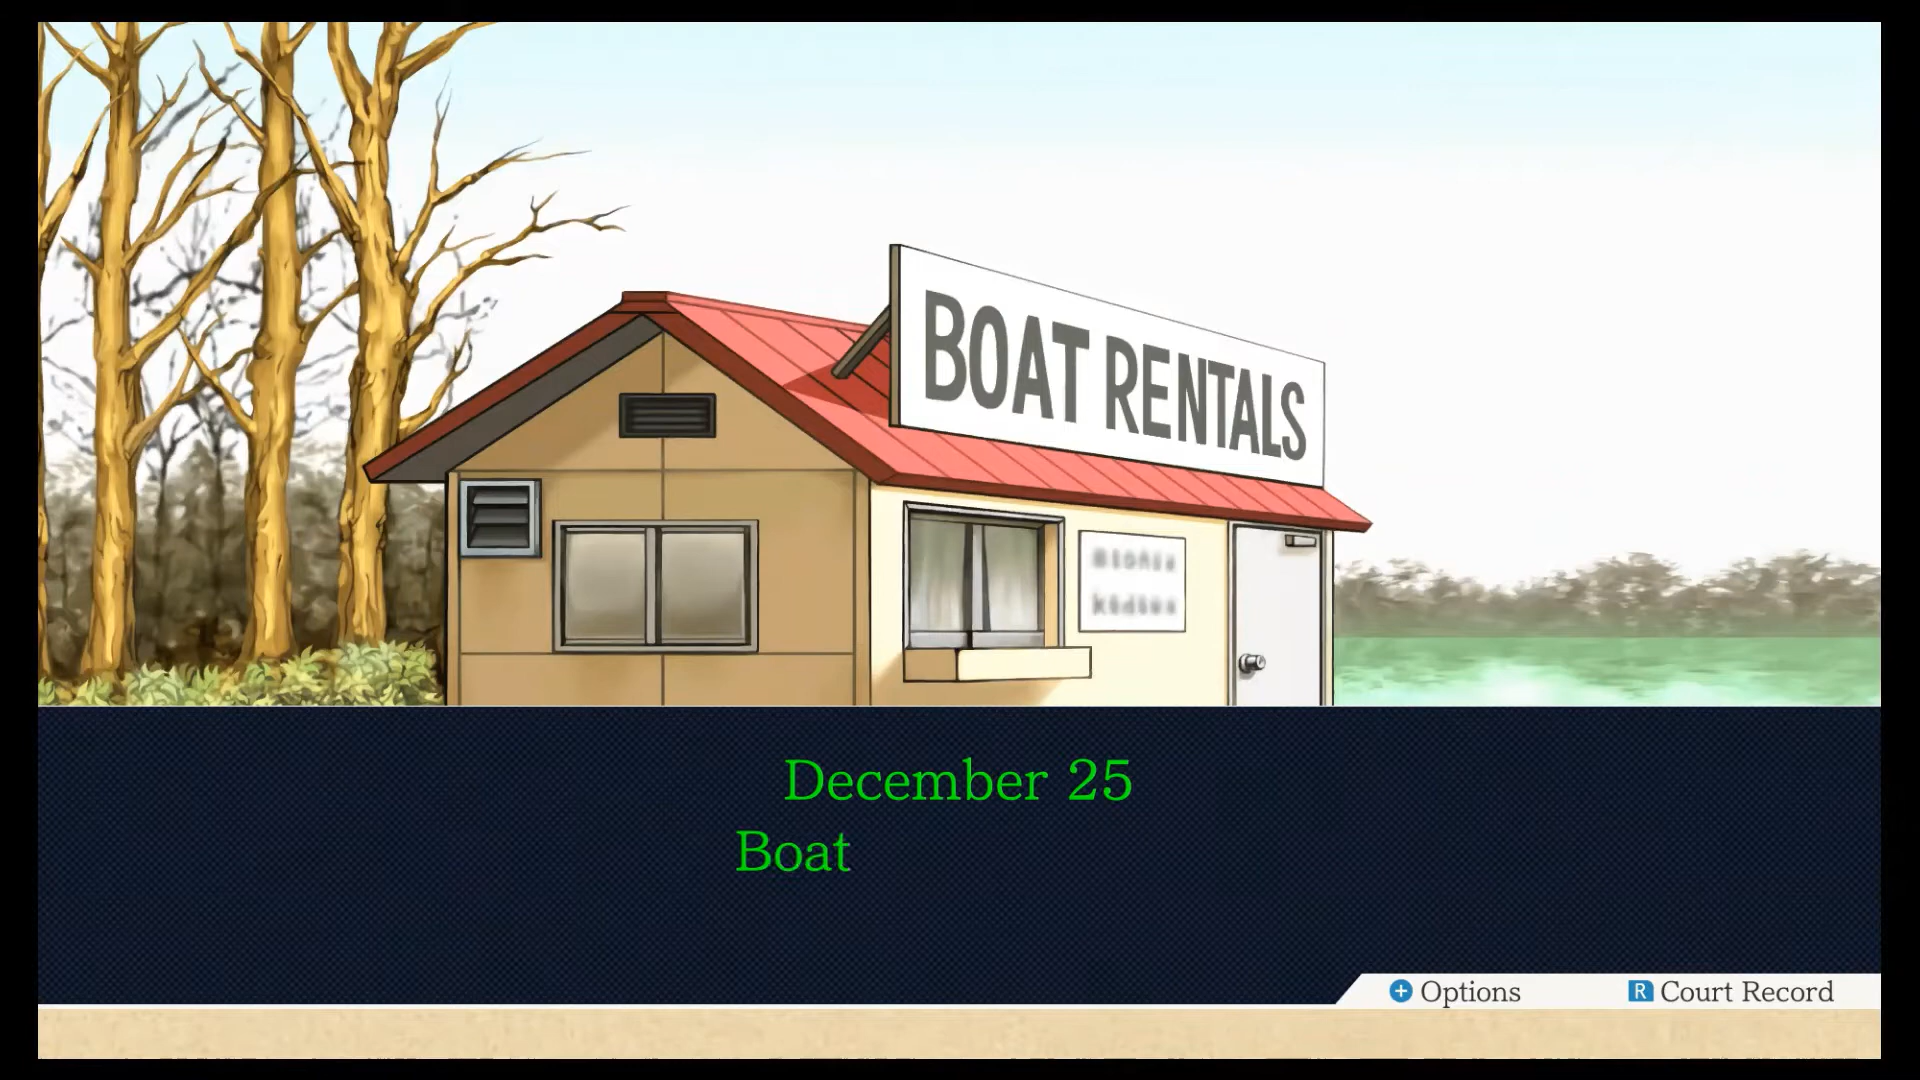 BOAT RENTALS
December 25
Boat
+ Options
R Court Record